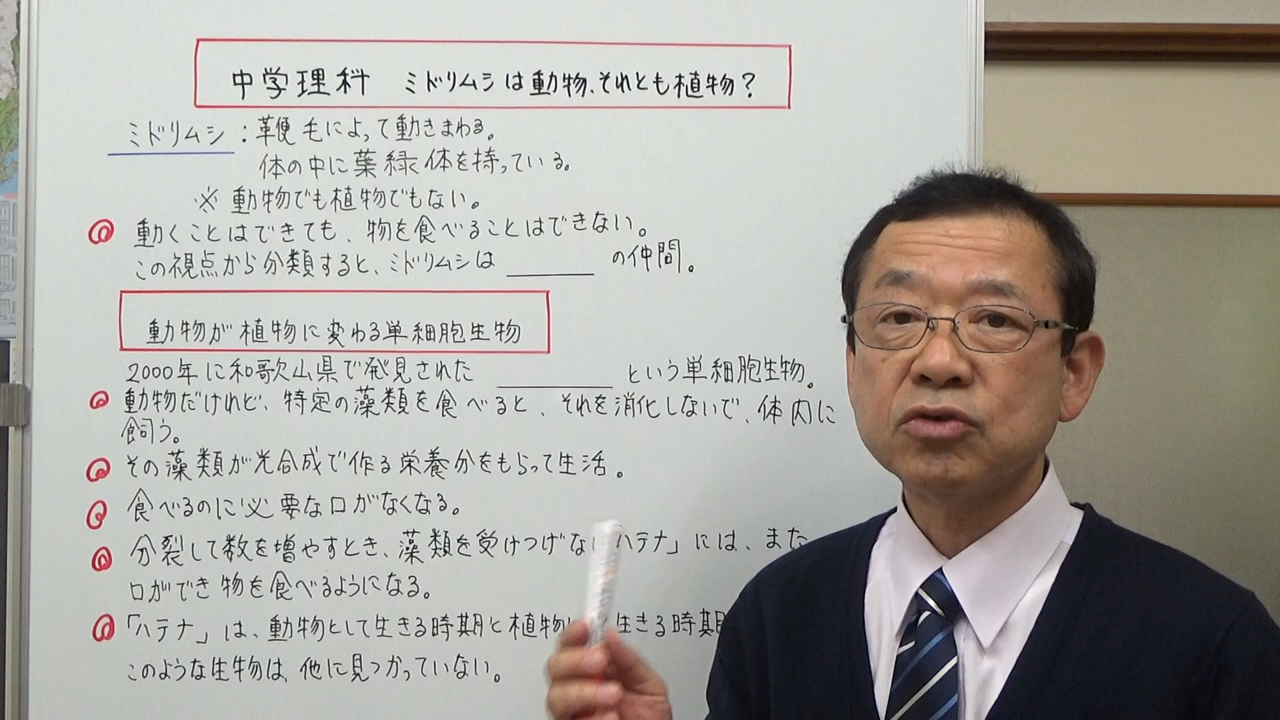 中学理科 ミドリムシは動物、それとも植物？
ミドリムシ：鞭毛によって動きまわる。
体の中に葉緑体を持っている。
※ 動物でも植物でもない。
動くことはできても、物を食べることはできない。
この視点から分類すると、ミドリムシは ______ の仲間。
動物が植物に変わる単細胞生物
2000年に和歌山県で発見された ______ という単細胞生物。
動物だけれど、特定の藻類を食べると、それを消化しないで、体内に
飼う。
その藻類が光合成で作る栄養分をもらって生活。
食べるのに必要な口がなくなる。
分裂して数を増やすとき、藻類を受けつげない「ハテナ」には、また
口ができ物を食べるようになる。
「ハテナ」は、動物として生きる時期と植物 生きる時期
このような生物は、他に見つかっていない。